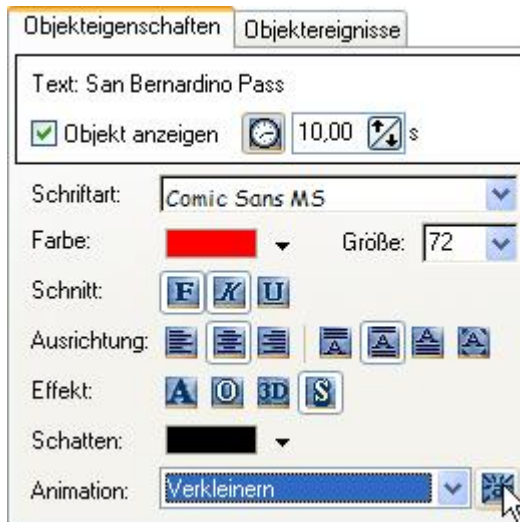 Objekteigenschaften Objektereignisse
Text: San Bernardino Pass
Objekt anzeigen 10,00 s
Schriftart: Comic Sans MS
Farbe: Größe: 72
Schnitt: F K U
Ausrichtung: A A A A
Effekt: A O 3D S
Schatten:
Animation: Verkleinern a